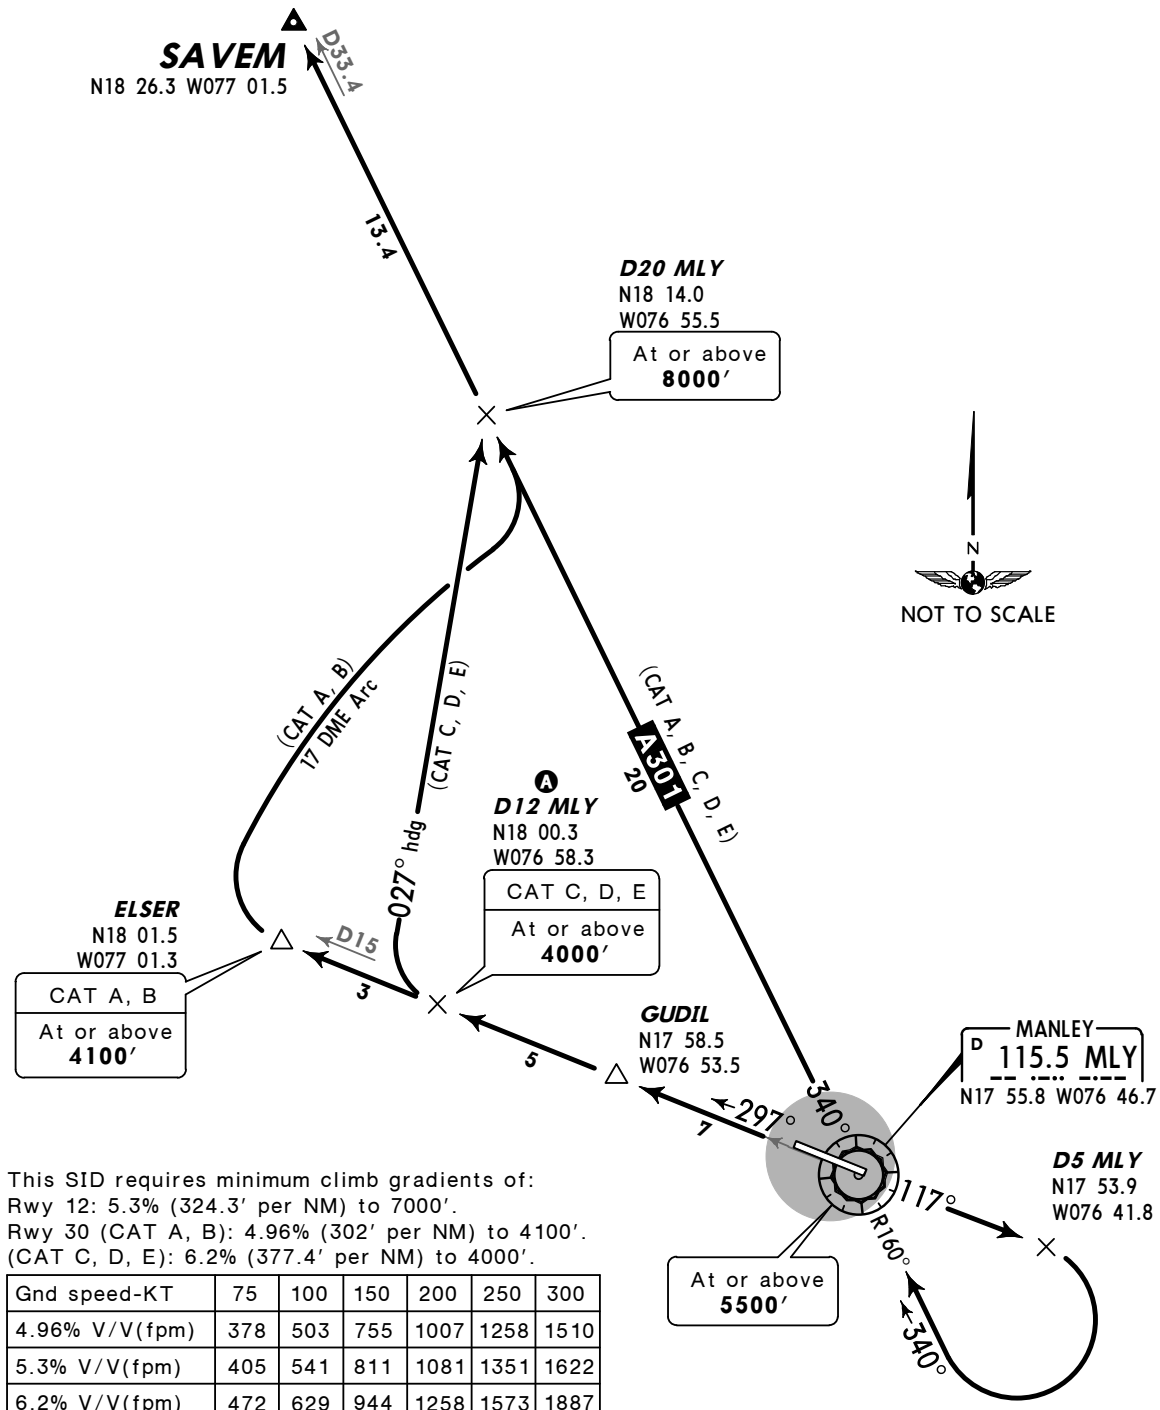 SAVEM
N18 26.3 W077 01.5
D33.4
13.4
D20 MLY
N18 14.0
W076 55.5
At or above
8000′
N
NOT TO SCALE
(CAT A, B)
17 DME Arc
(CAT C, D, E)
027° hdg
(CAT A, B, C, D, E)
A301
20
A
D12 MLY
N18 00.3
W076 58.3
CAT C, D, E
At or above
4000′
ELSER
N18 01.5
W077 01.3
CAT A, B
At or above
4100′
D15
3
5
GUDIL
N17 58.5
W076 53.5
7
←297°
340°
MANLEY
D 115.5 MLY
N17 55.8 W076 46.7
D5 MLY
N17 53.9
W076 41.8
117°
R160°
←340°
At or above
5500′
This SID requires minimum climb gradients of:
Rwy 12: 5.3% (324.3′ per NM) to 7000′.
Rwy 30 (CAT A, B): 4.96% (302′ per NM) to 4100′.
(CAT C, D, E): 6.2% (377.4′ per NM) to 4000′.
Gnd speed-KT 75 100 150 200 250 300
4.96% V/V(fpm) 378 503 755 1007 1258 1510
5.3% V/V(fpm) 405 541 811 1081 1351 1622
6.2% V/V(fpm) 472 629 944 1258 1573 1887